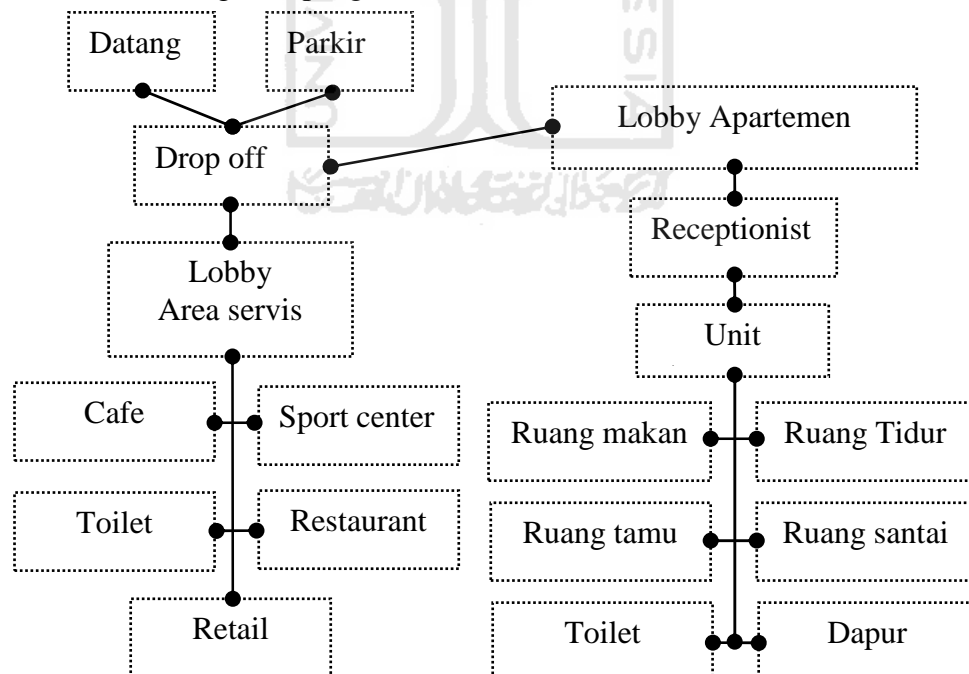 Datang
Parkir
Lobby Apartemen
Drop off
Receptionist
Lobby
Area servis
Unit
Cafe
Sport center
Ruang makan
Ruang Tidur
Toilet
Restaurant
Ruang tamu
Ruang santai
Retail
Toilet
Dapur